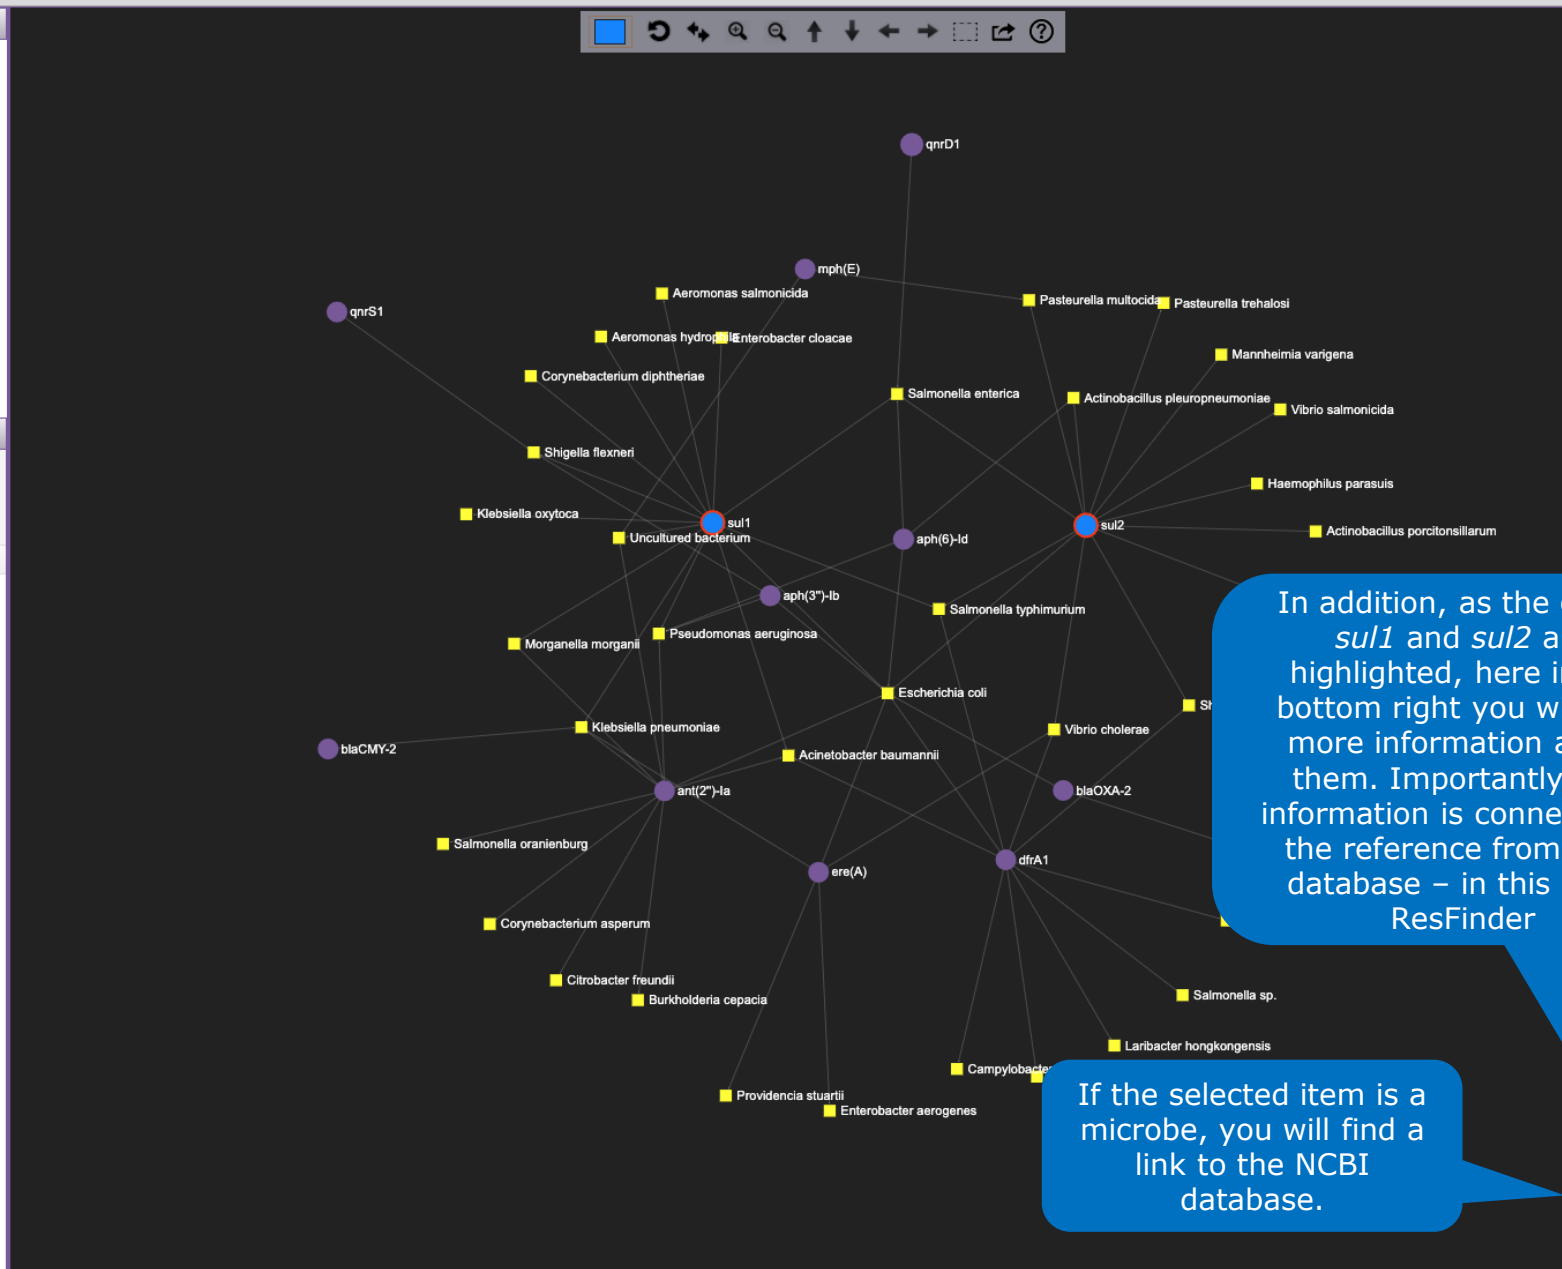 qnrD1
mph(E)
Aeromonas salmonicida
Pasteurella multocida
Pasteurella trehalosi
qnrS1
Aeromonas hydrophila
Enterobacter cloacae
Mannheimia varigena
Corynebacterium diphtheriae
Salmonella enterica
Actinobacillus pleuropneumoniae
Vibrio salmonicida
Shigella flexneri
Haemophilus parasuis
Klebsiella oxytoca
sul1
sul2
Uncultured bacterium
aph(6)-Id
Actinobacillus porcitonsillarum
aph(3")-Ib
Salmonella typhimurium
Pseudomonas aeruginosa
Morganella morganii
Escherichia coli
Klebsiella pneumoniae
Vibrio cholerae
Sh
blaCMY-2
Acinetobacter baumannii
ant(2")-Ia
blaOXA-2
Salmonella oranienburg
ere(A)
dfrA1
Corynebacterium asperum
Citrobacter freundii
Burkholderia cepacia
Salmonella sp.
Laribacter hongkongensis
Campylobacter
Providencia stuartii
Enterobacter aerogenes
In addition, as the
sul1 and sul2 a
highlighted, here i
bottom right you w
more information a
them. Importantly
information is conne
the reference from
database – in this
ResFinder
If the selected item is a
microbe, you will find a
link to the NCBI
database.